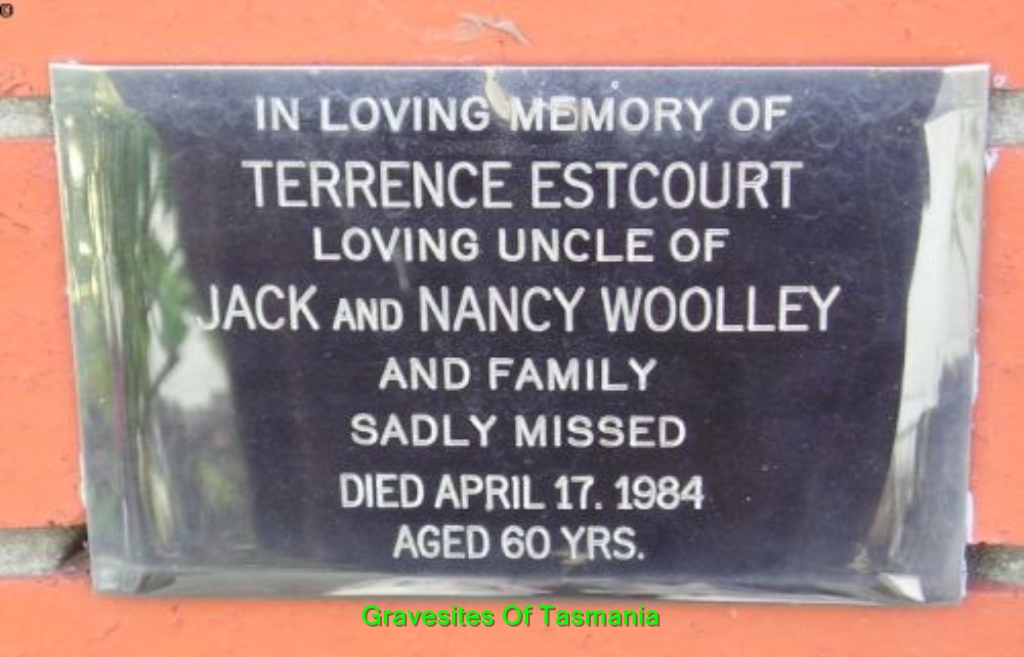 IN LOVING MEMORY OF
TERRENCE ESTCOURT
LOVING UNCLE OF
JACK AND NANCY WOOLLEY
AND FAMILY
SADLY MISSED
DIED APRIL 17. 1984
AGED 60 YRS.
Gravesites Of Tasmania